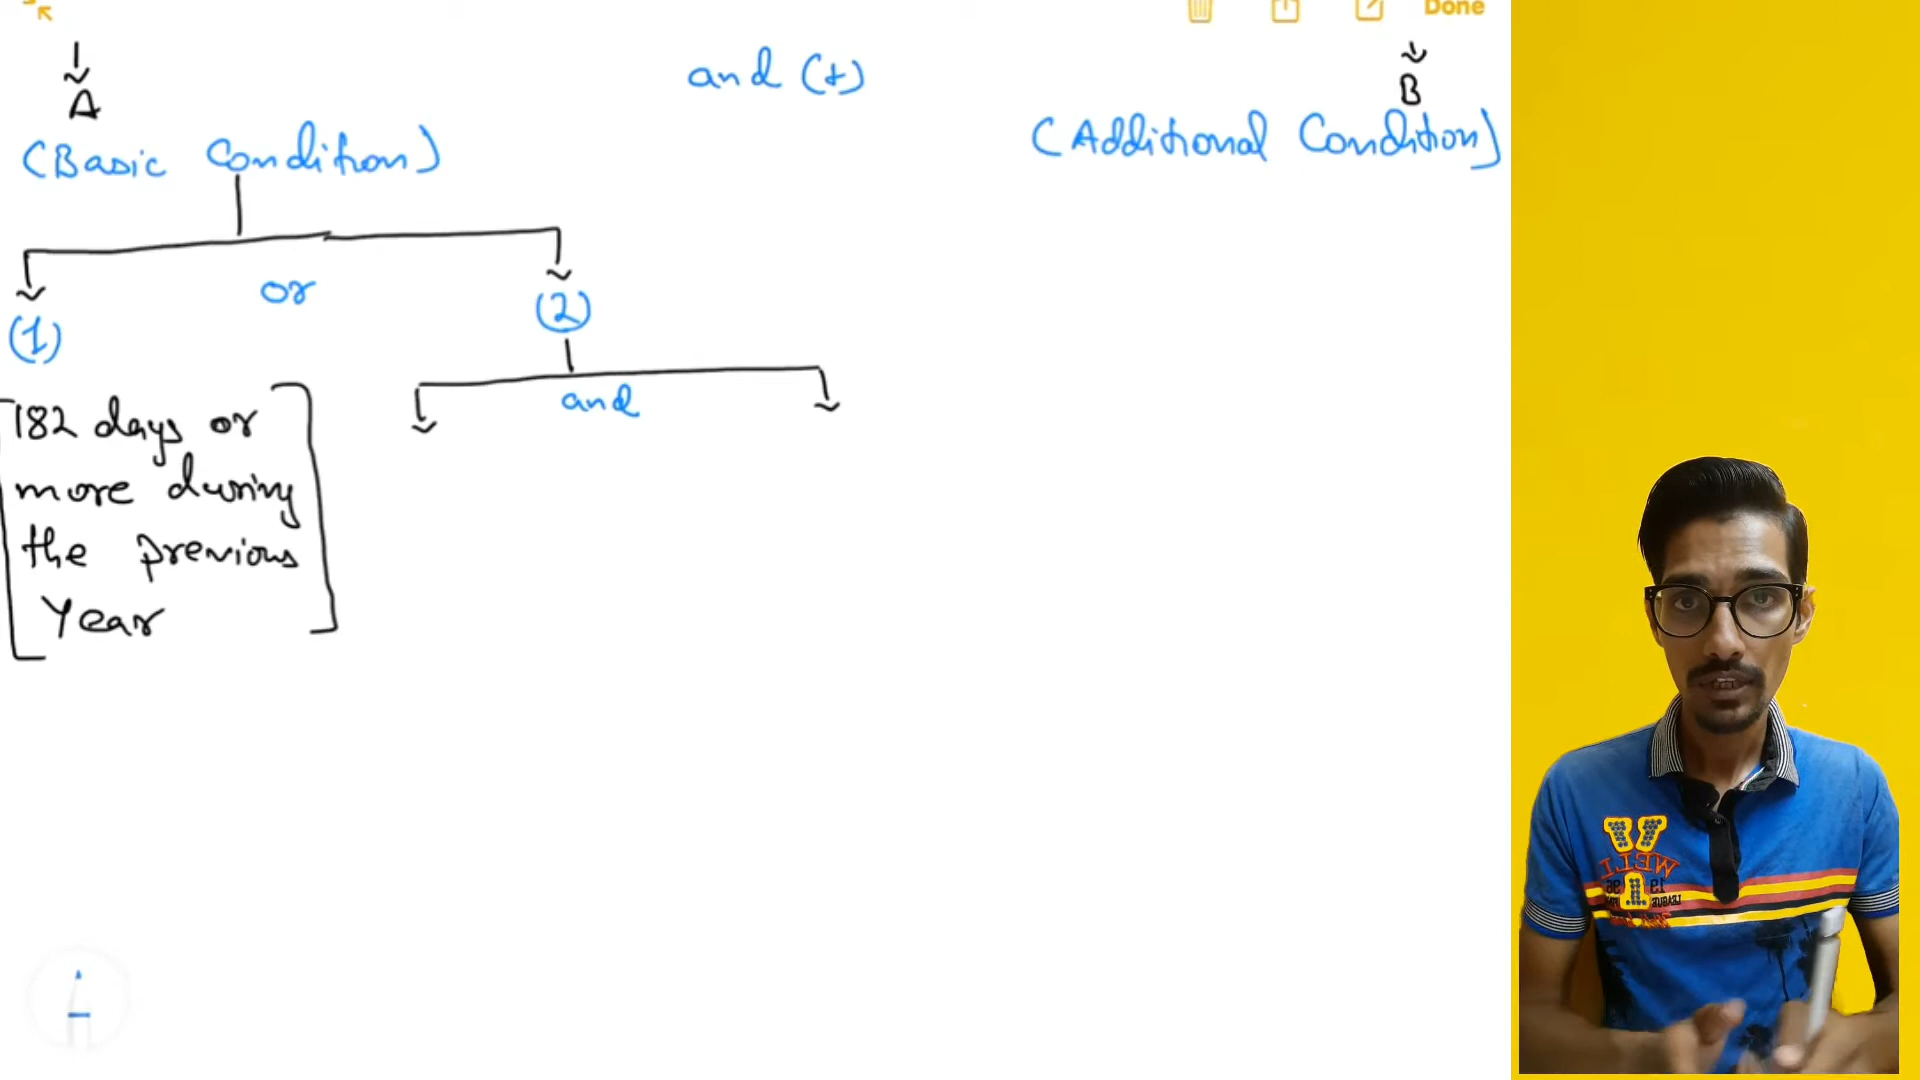 Done
and (+)
A
B
(Basic Condition)
(Additional Condition)
or
(1)
(2)
and
182 days or
more during
the previous
Year